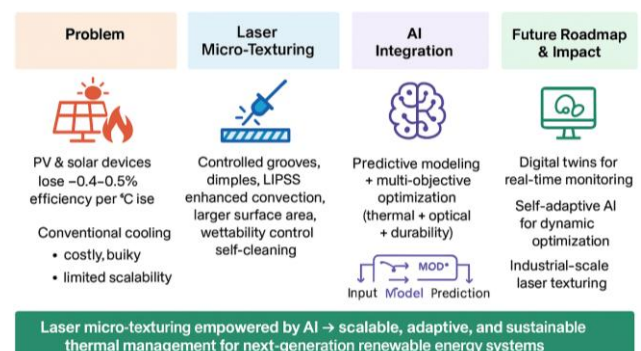 Problem
PV & solar devices
lose –0.4–0.5%
efficiency per °C ise
Conventional cooling
• costly, buiky
• limited scalability
Laser
Micro-Texturing
Controlled grooves,
dimples, LIPSS
enhanced convection,
larger surface area,
wettability control
self-cleaning
AI
Integration
Predictive modeling
+ multi-objective
optimization
(thermal + optical
+ durability)
MOD*
Input Model Prediction
Future Roadmap
& Impact
Digital twins for
real-time monitoring
Self-adaptive AI
for dynamic
optimization
Industrial-scale
laser texturing
Laser micro-texturing empowered by AI → scalable, adaptive, and sustainable
thermal management for next-generation renewable energy systems